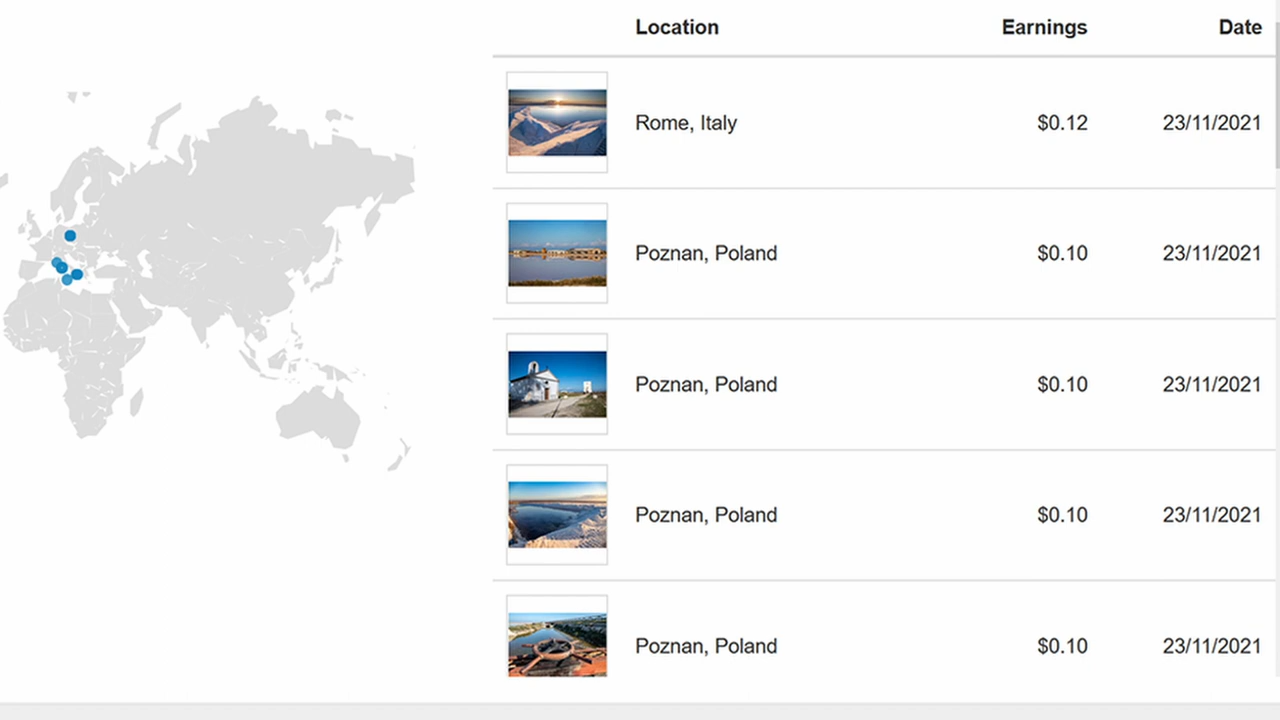 Location Earnings Date
Rome, Italy $0.12 23/11/2021
Poznan, Poland $0.10 23/11/2021
Poznan, Poland $0.10 23/11/2021
Poznan, Poland $0.10 23/11/2021
Poznan, Poland $0.10 23/11/2021